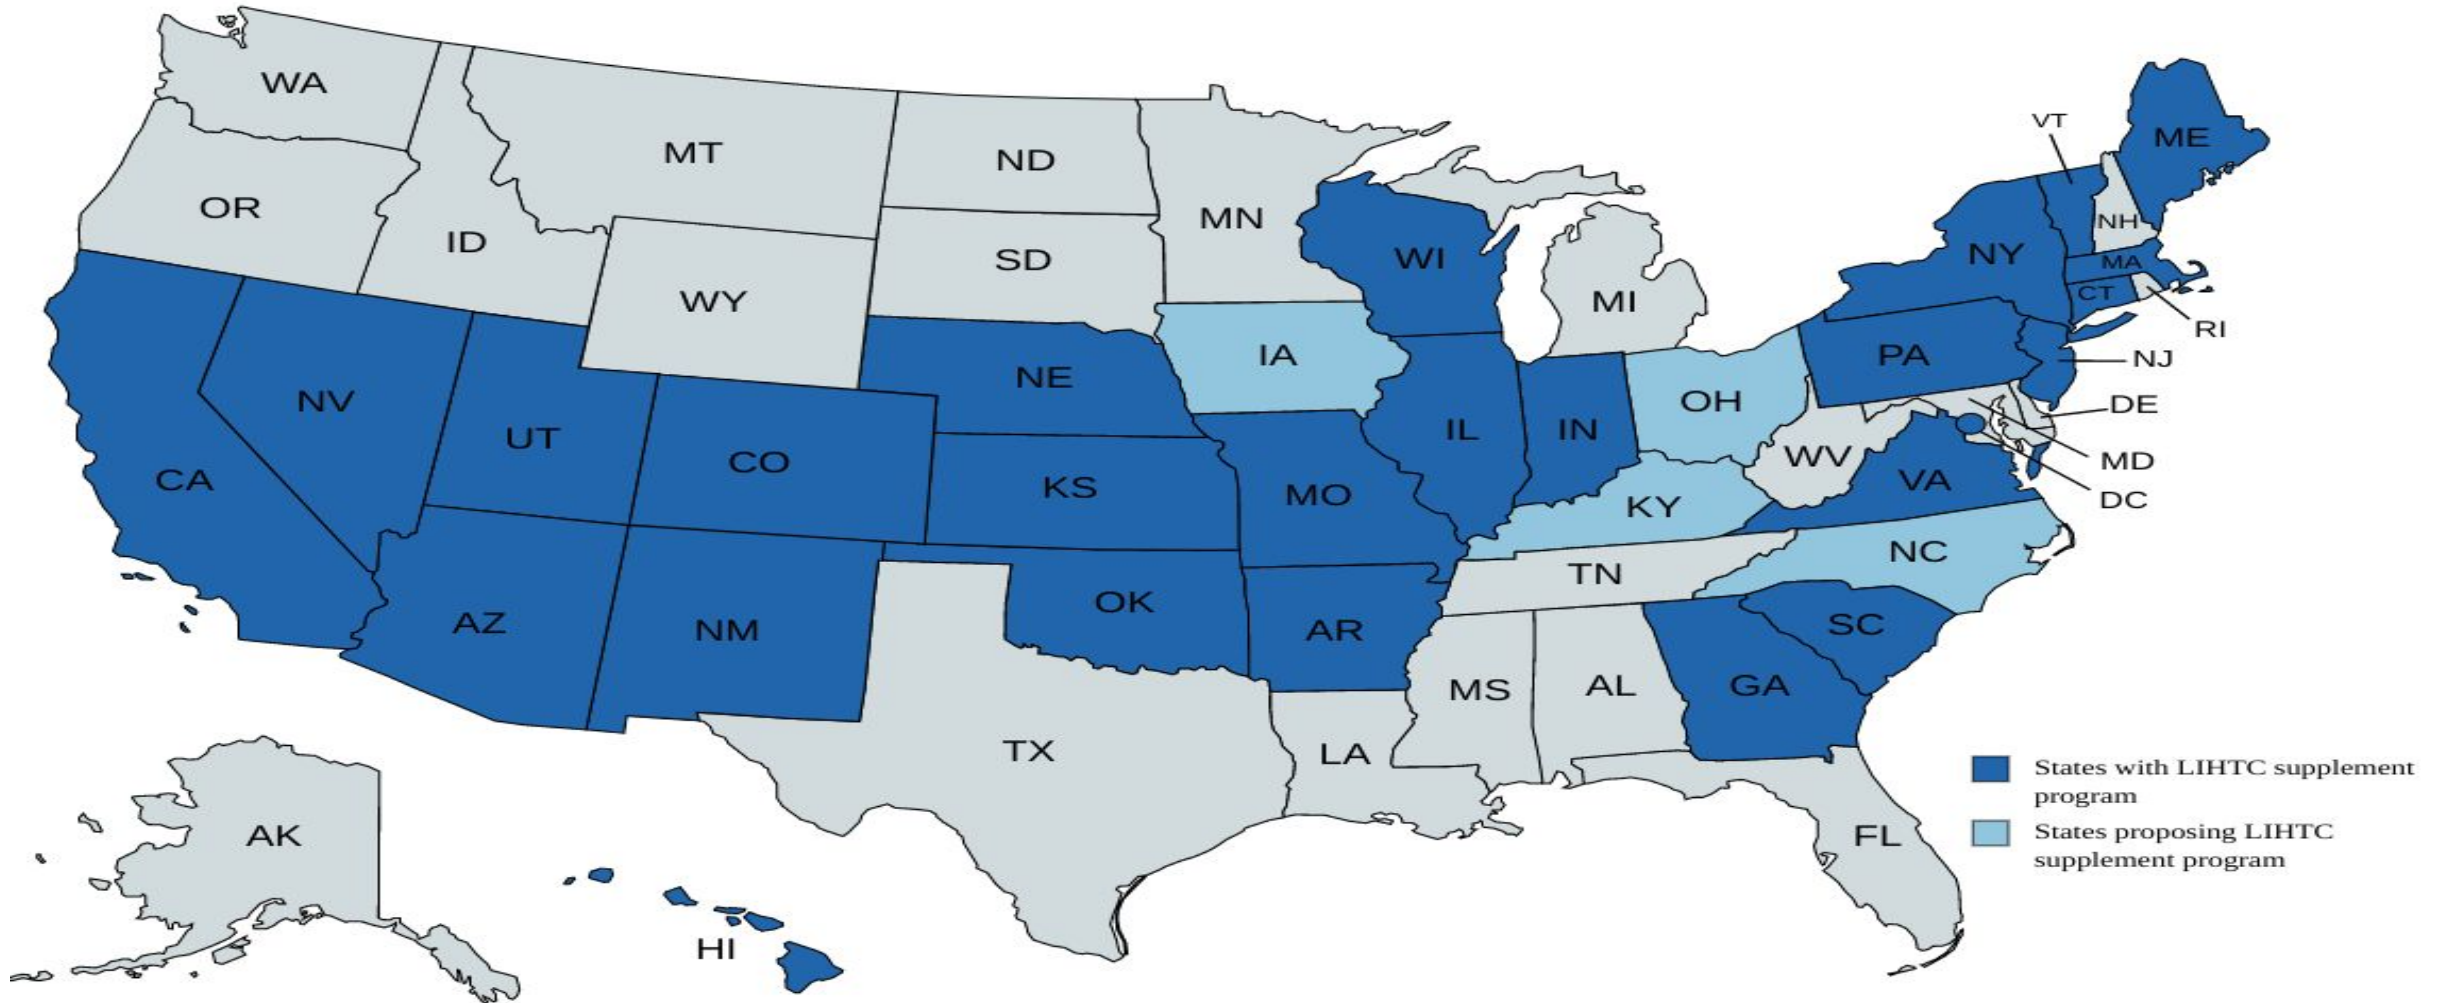 WA
MT
ND
OR
ID
MN
SD
WY
WI
MI
VT
ME
NH
NY
MA
CT
RI
NJ
PA
DE
MD
DC
IA
NE
NV
UT
CO
CA
KS
MO
IL
IN
OH
WV
VA
KY
NC
TN
OK
AR
AZ
NM
SC
MS
AL
GA
TX
LA
FL
AK
HI
States with LIHTC supplement
program
States proposing LIHTC
supplement program